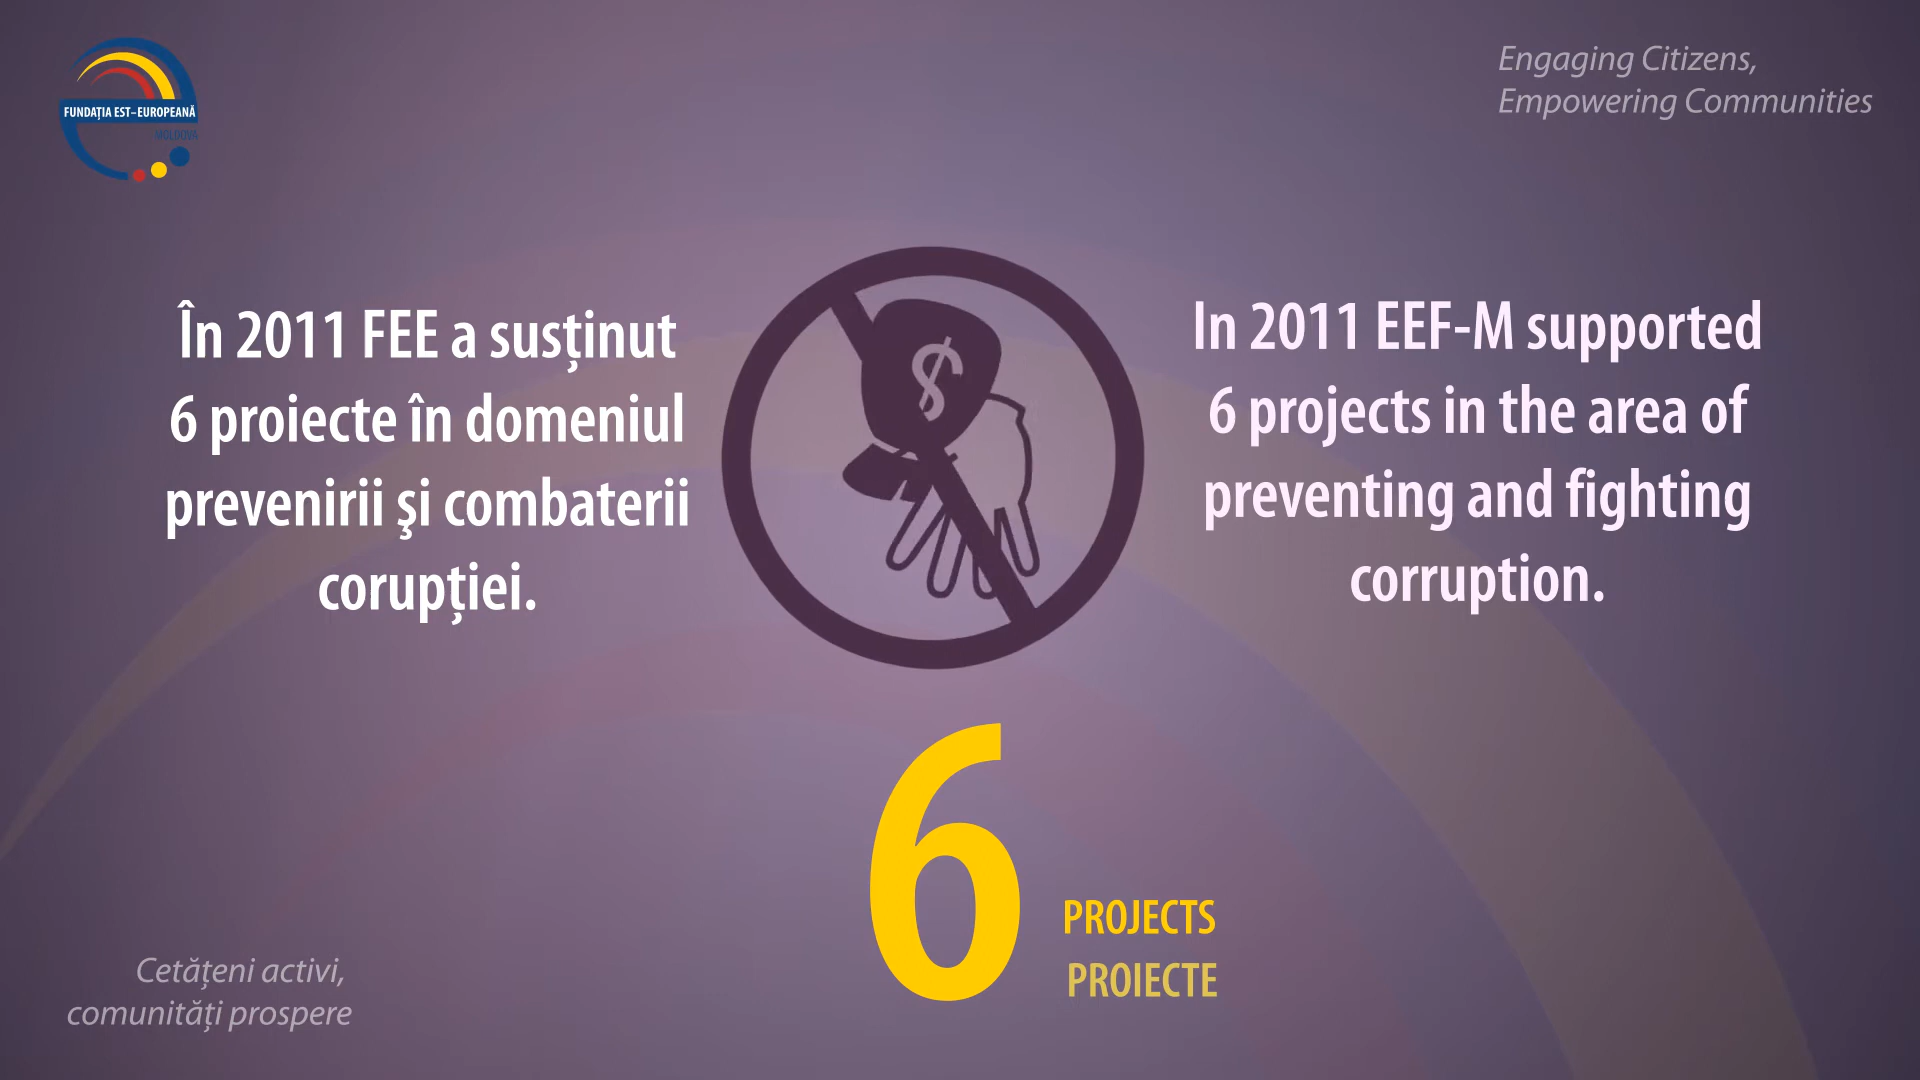 FUNDAȚIA EST-EUROPEANĂ
MOLDOVA
Engaging Citizens,
Empowering Communities
În 2011 FEE a susținut
6 proiecte în domeniul
prevenirii şi combaterii
corupției.
$
In 2011 EEF-M supported
6 projects in the area of
preventing and fighting
corruption.
6
PROJECTS
PROIECTE
Cetățeni activi,
comunități prospere